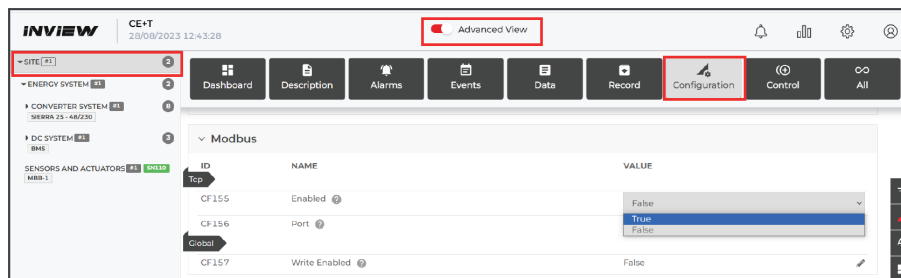 INVIEW
CE+T
28/08/2023 12:43:28
Advanced View
SITE #1 2
ENERGY SYSTEM #1 2
CONVERTER SYSTEM #1 0
SIERRA 25 - 48/230
DC SYSTEM #1 3
BMS
SENSORS AND ACTUATORS #1 SN110
MBB-1
Dashboard
Description
Alarms
Events
Data
Record
Configuration
Control
All
Modbus
ID NAME VALUE
Tcp
CF155 Enabled ? False
True
False
CF156 Port ?
Global
CF157 Write Enabled ? False